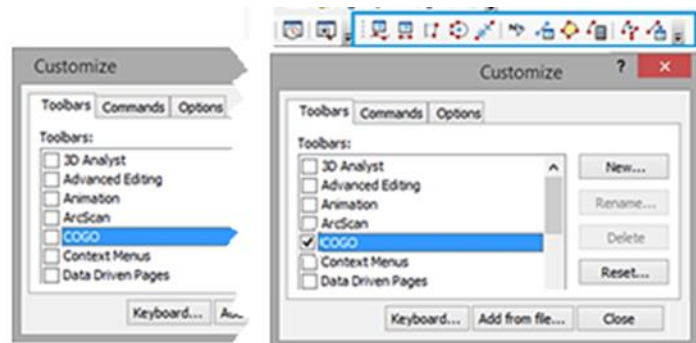 Customize
Toolbars Commands Options
Toolbars:
3D Analyst
Advanced Editing
Animation
ArcScan
COGO
Context Menus
Data Driven Pages
Keyboard...
Customize ? ×
Toolbars Commands Options
Toolbars:
3D Analyst
Advanced Editing
Animation
ArcScan
COGO
Context Menus
Data Driven Pages
New...
Rename...
Delete
Reset...
Keyboard... Add from file... Close